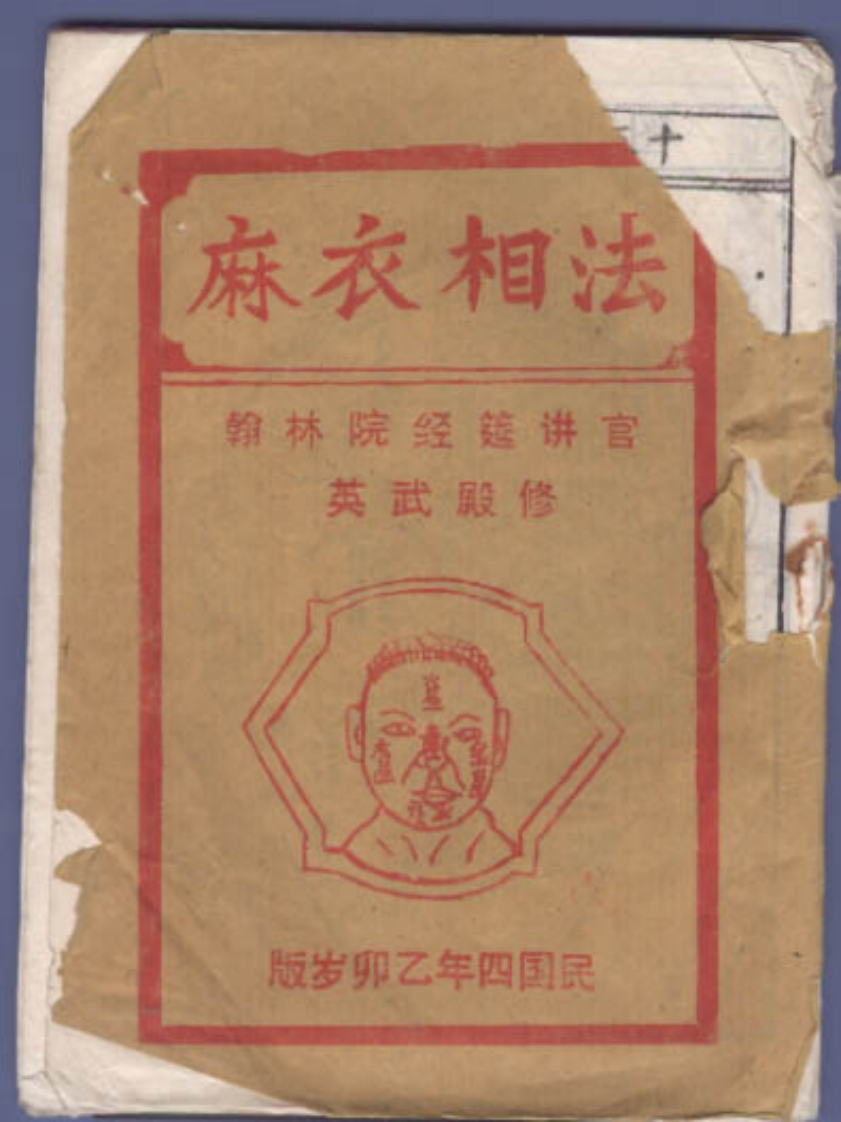 十
麻衣相法
翰林院经筵讲官
英武殿修
民国四年乙卯岁版